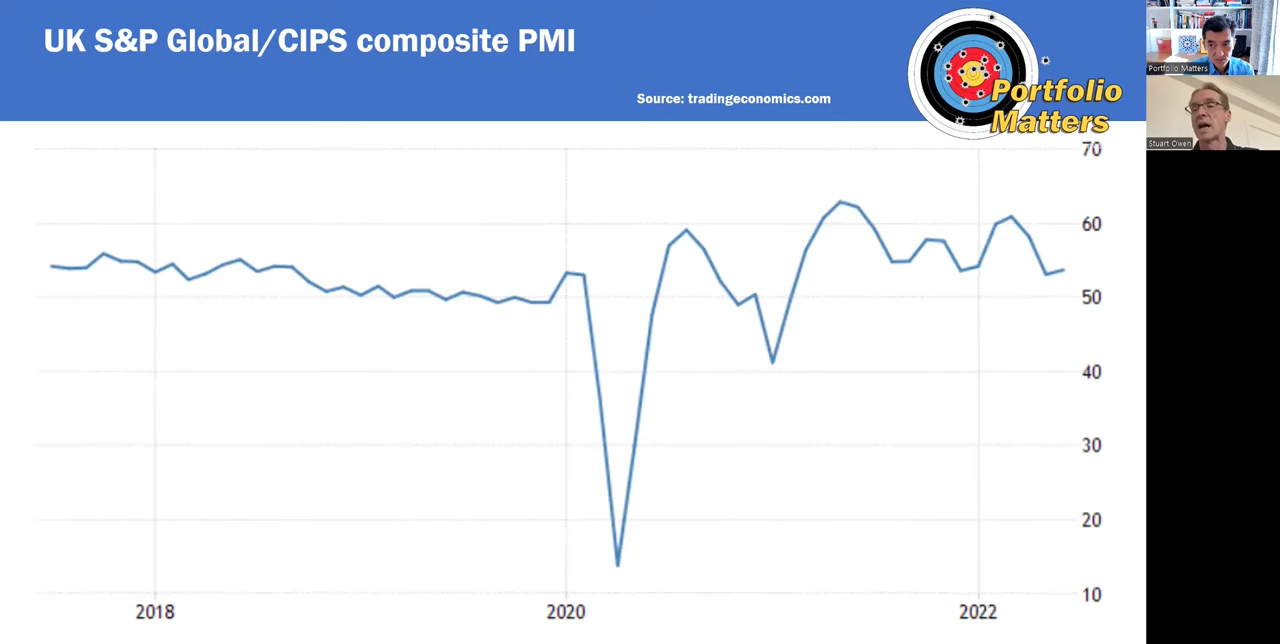 UK S&P Global/CIPS composite PMI
Source: tradingeconomics.com
Portfolio
Matters
Portfolio Matters
Stuart Owen
70
60
50
40
30
20
10
2018
2020
2022